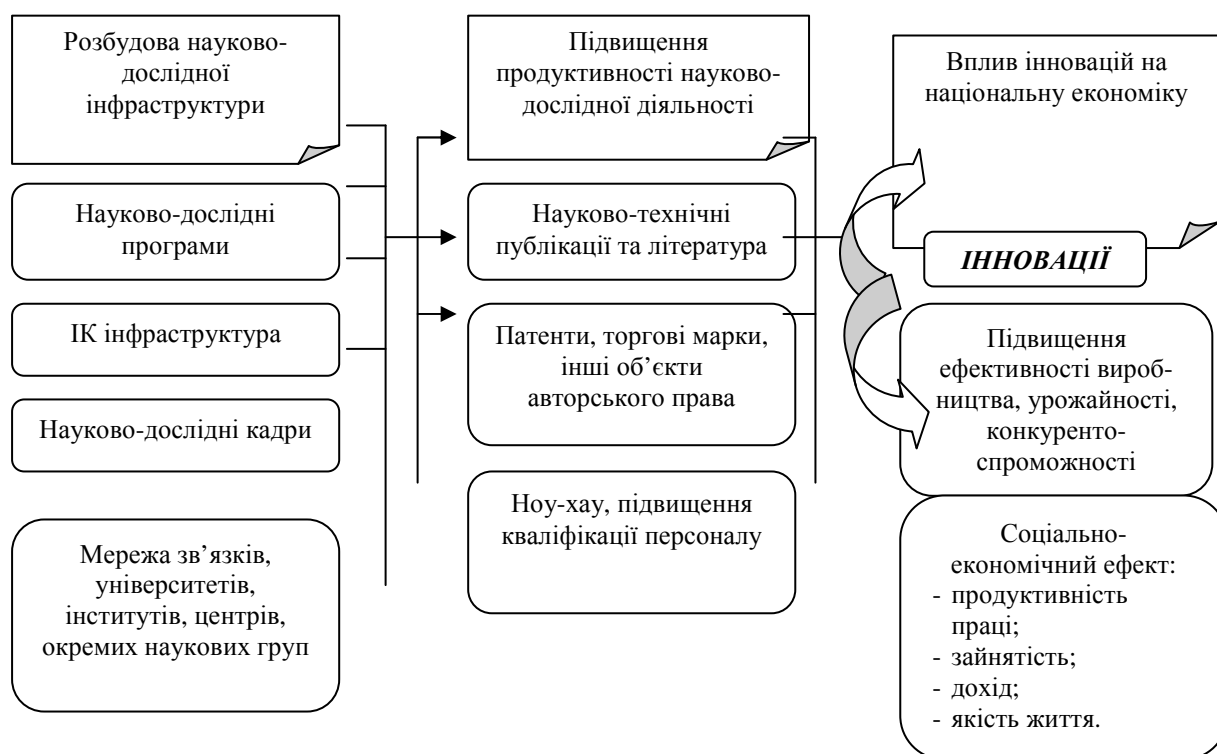 Розбудова науково-
дослідної
інфраструктури
Науково-дослідні
програми
ІК інфраструктура
Науково-дослідні кадри
Мережа зв’язків,
університетів,
інститутів, центрів,
окремих наукових груп
Підвищення
продуктивності науково-
дослідної діяльності
Науково-технічні
публікації та література
Патенти, торгові марки,
інші об’єкти
авторського права
Ноу-хау, підвищення
кваліфікації персоналу
Вплив інновацій на
національну економіку
ІННОВАЦІЇ
Підвищення
ефективності вироб-
ництва, урожайності,
конкуренто-
спроможності
Соціально-
економічний ефект:
- продуктивність
праці;
- зайнятість;
- дохід;
- якість життя.